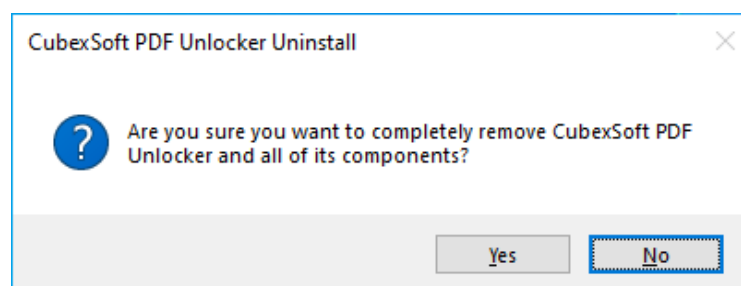 CubexSoft PDF Unlocker Uninstall
Are you sure you want to completely remove CubexSoft PDF
Unlocker and all of its components?
Yes
No